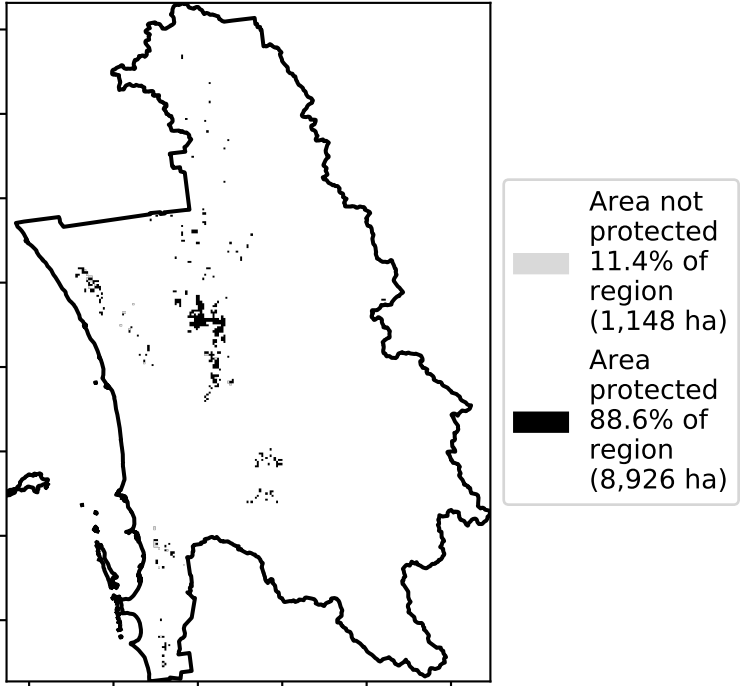 Area not
protected
11.4% of
region
(1,148 ha)
Area
protected
88.6% of
region
(8,926 ha)